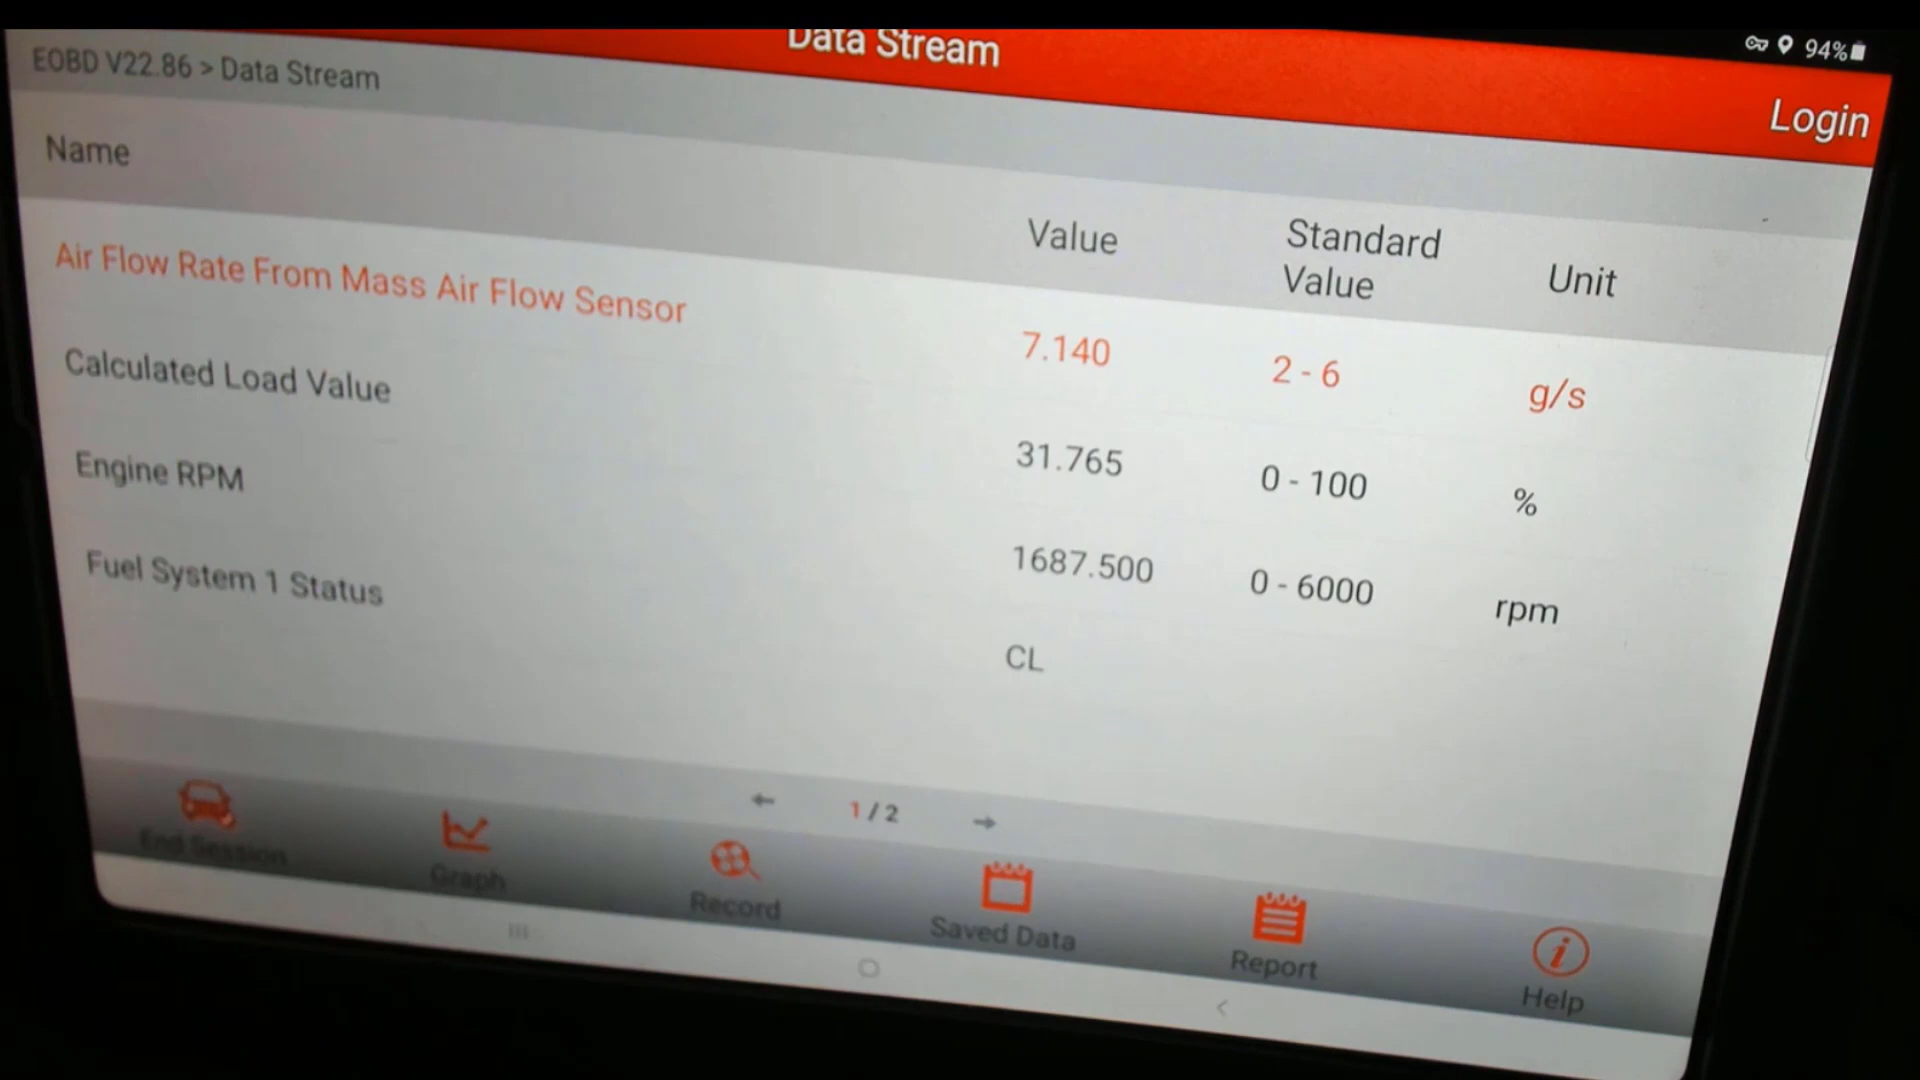 94%
Data Stream
Login
EOBD V22.86 > Data Stream
Name
Value
Standard
Value
Unit
Air Flow Rate From Mass Air Flow Sensor
7.140
2 - 6
g/s
Calculated Load Value
31.765
0 - 100
%
Engine RPM
1687.500
0 - 6000
rpm
Fuel System 1 Status
CL
1 / 2
End Session
Graph
Record
Saved Data
Report
Help